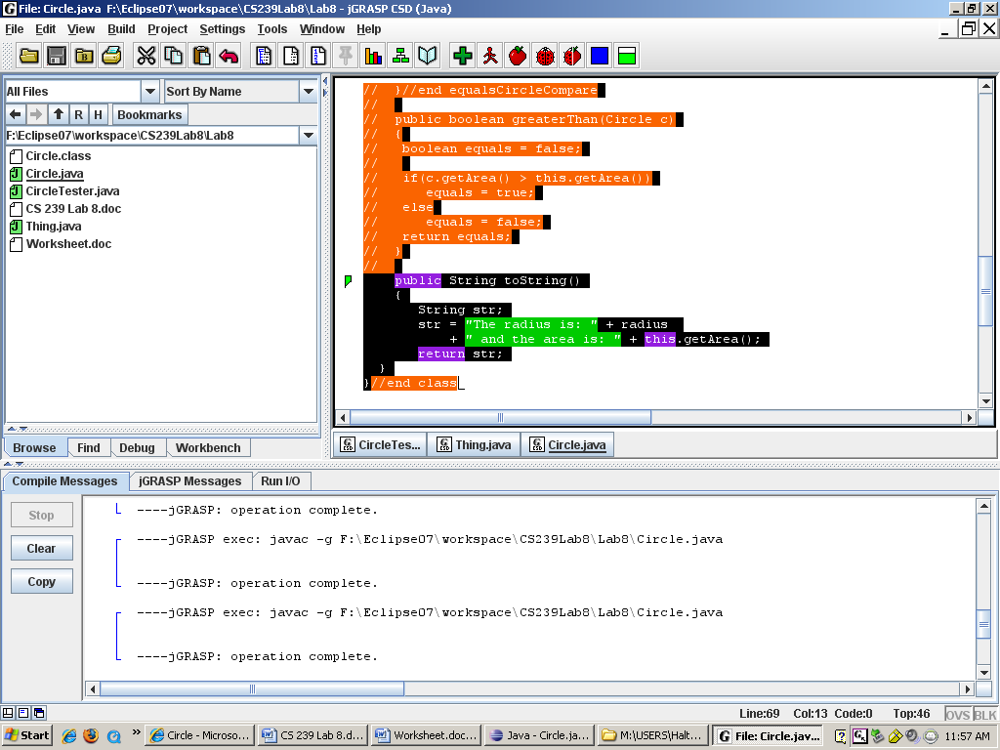 File: Circle.java  F:\Eclipse07\workspace\CS239Lab8\Lab8 - jGRASP CSD (Java)
File Edit View Build Project Settings Tools Window Help
All Files
Sort By Name
R H Bookmarks
F:\Eclipse07\workspace\CS239Lab8\Lab8
Circle.class
Circle.java
CircleTester.java
CS 239 Lab 8.doc
Thing.java
Worksheet.doc
Browse Find Debug Workbench
//  }//end equalsCircleCompare
//
//  public boolean greaterThan(Circle c)
//  {
//   boolean equals = false;
//
//   if(c.getArea() > this.getArea())
//      equals = true;
//   else
//      equals = false;
//   return equals;
//  }
//
public String toString()
{
String str;
str = "The radius is: " + radius
+ " and the area is: " + this.getArea();
return str;
}
}//end class
CircleTes... Thing.java Circle.java
Compile Messages jGRASP Messages Run I/O
Stop
Clear
Copy
----jGRASP: operation complete.
----jGRASP exec: javac -g F:\Eclipse07\workspace\CS239Lab8\Lab8\Circle.java
----jGRASP: operation complete.
----jGRASP exec: javac -g F:\Eclipse07\workspace\CS239Lab8\Lab8\Circle.java
----jGRASP: operation complete.
Line:69 Col:13 Code:0 Top:46 OVS BLK
Start » Circle - Microso... CS 239 Lab 8.d... Worksheet.doc... Java - Circle.ja... M:\USERS\Halt... File: Circle.jav... 11:57 AM